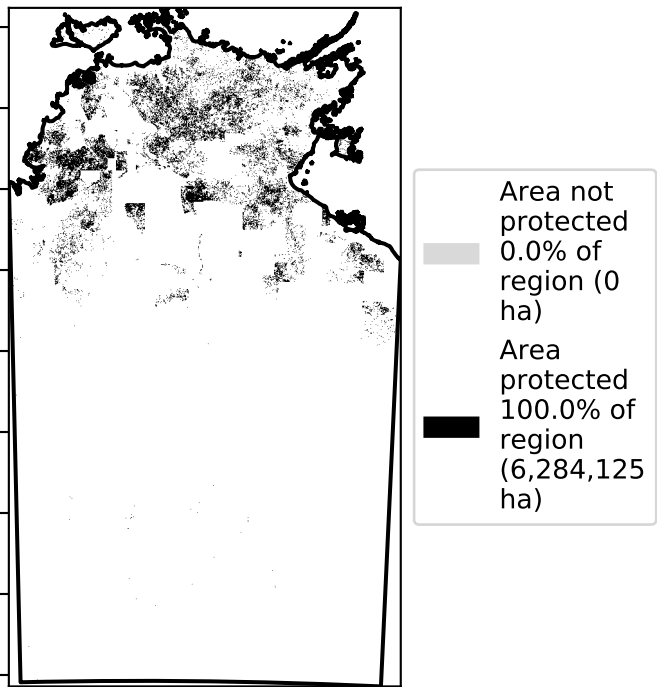 Area not
protected
0.0% of
region (0
ha)
Area
protected
100.0% of
region
(6,284,125
ha)